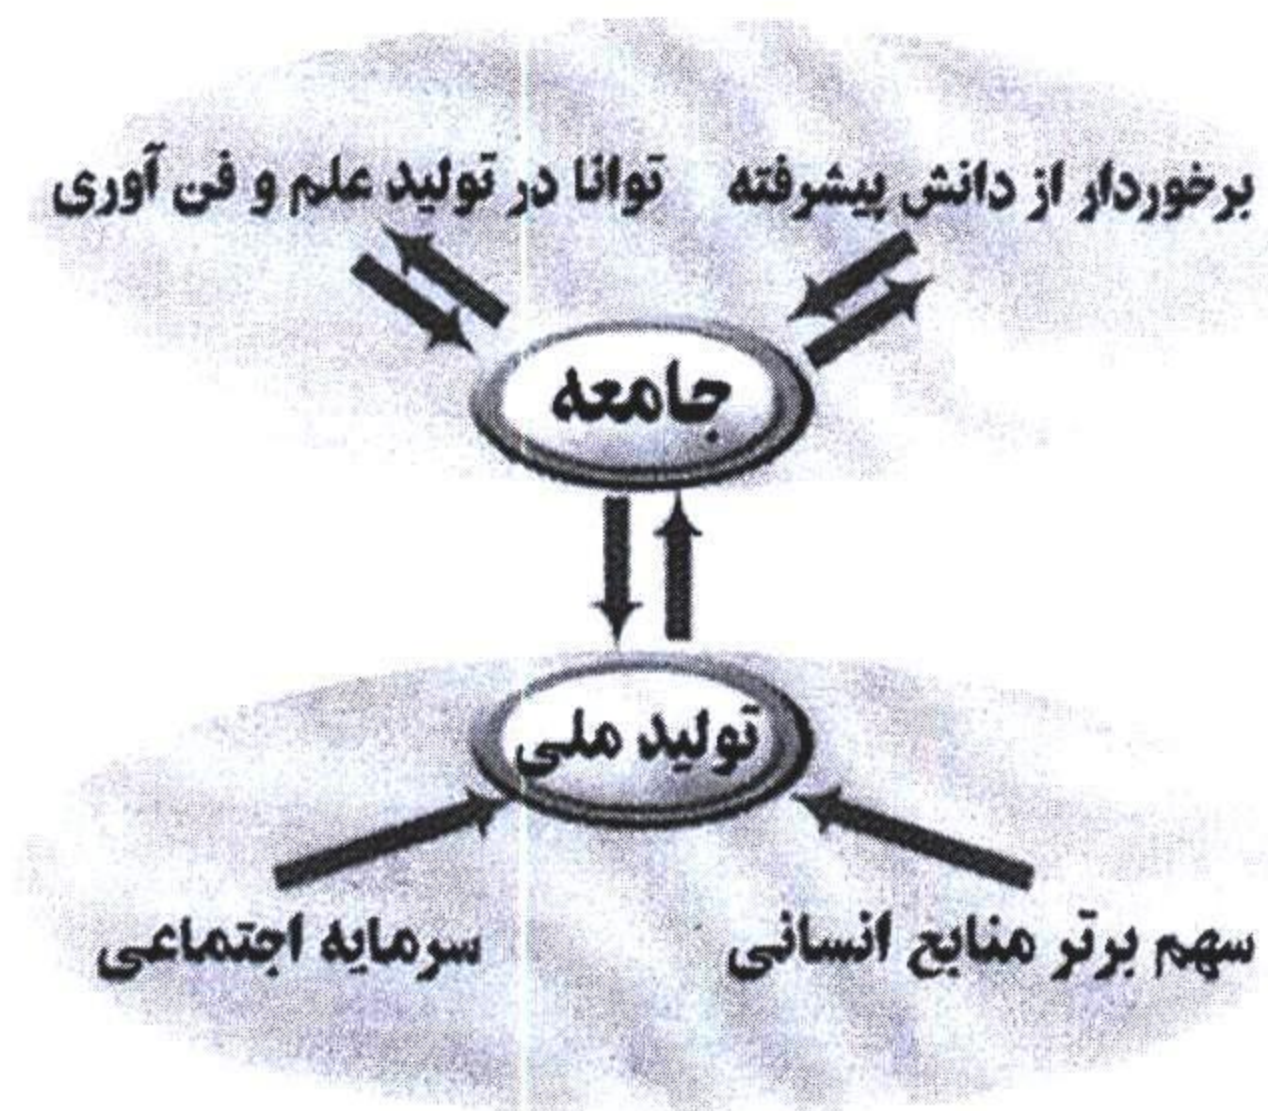 برخوردار از دانش پیشرفته
توانا در تولید علم و فن آوری
جامعه
تولید ملی
سهم برتر منابع انسانی
سرمایه اجتماعی